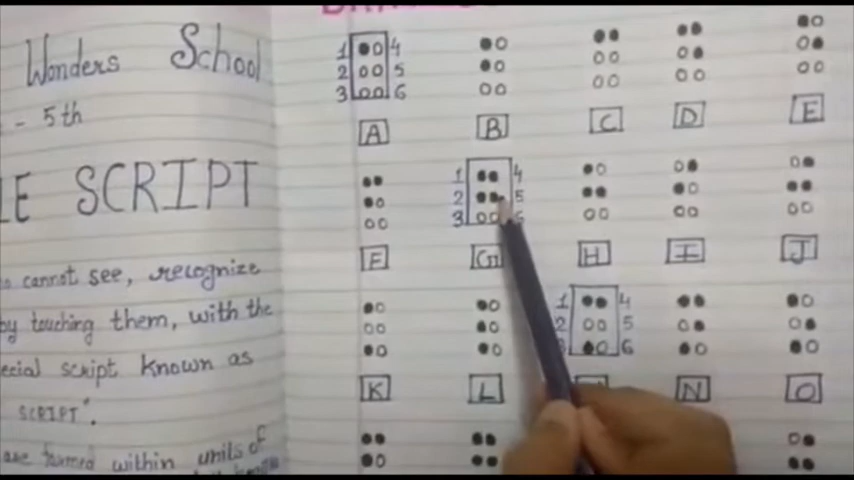 Wonders School
- 5th
LE SCRIPT
cannot see, recognize
by touching them, with the
special script known as
SCRIPT".
are formed within units of
1 4
2 5
3 6
A B C D E
1 4
2 5
3 6
F G H I J
1 4
2 5
6
K L N O